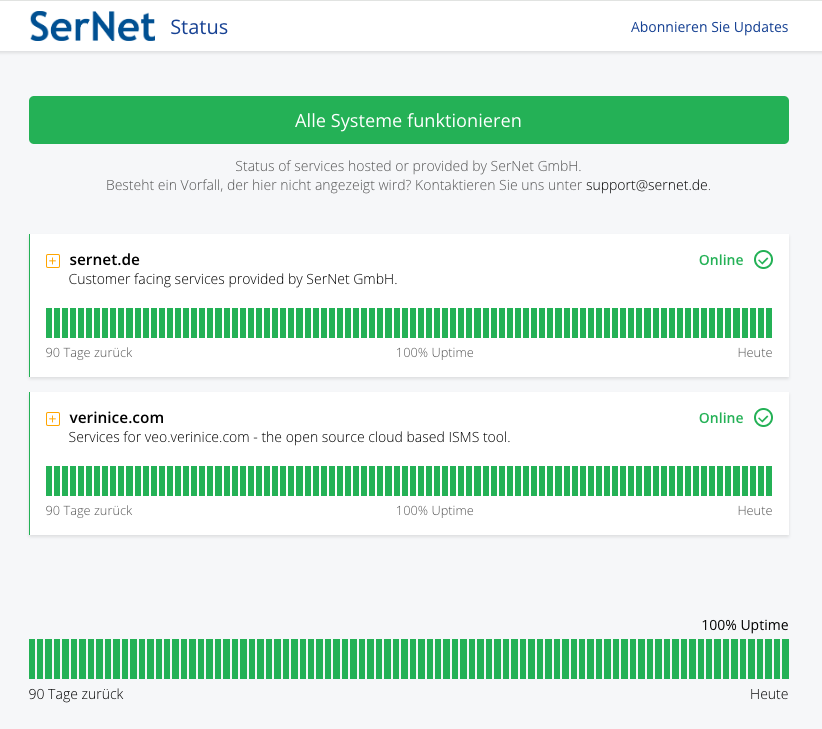 SerNet Status
Abonnieren Sie Updates
Alle Systeme funktionieren
Status of services hosted or provided by SerNet GmbH.
Besteht ein Vorfall, der hier nicht angezeigt wird? Kontaktieren Sie uns unter support@sernet.de.
sernet.de
Online
Customer facing services provided by SerNet GmbH.
90 Tage zurück
100% Uptime
Heute
verinice.com
Online
Services for veo.verinice.com - the open source cloud based ISMS tool.
90 Tage zurück
100% Uptime
Heute
100% Uptime
90 Tage zurück
Heute